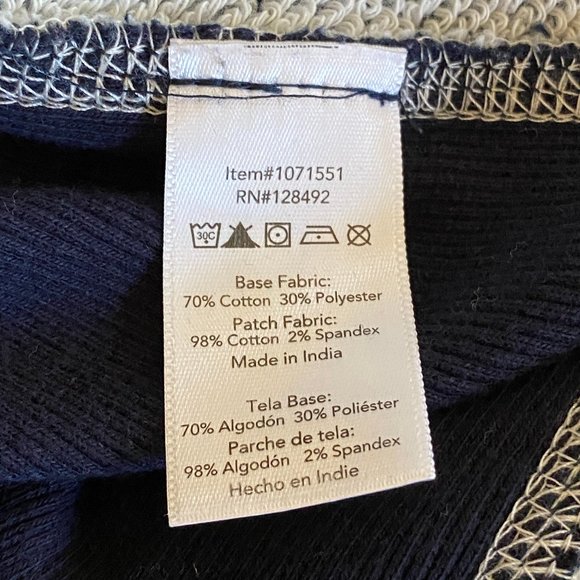 Item#1071551
RN#128492
30C
Base Fabric:
70% Cotton 30% Polyester
Patch Fabric:
98% Cotton 2% Spandex
Made in India
Tela Base:
70% Algodón 30% Poliéster
Parche de tela:
98% Algodón 2% Spandex
Hecho en Indie